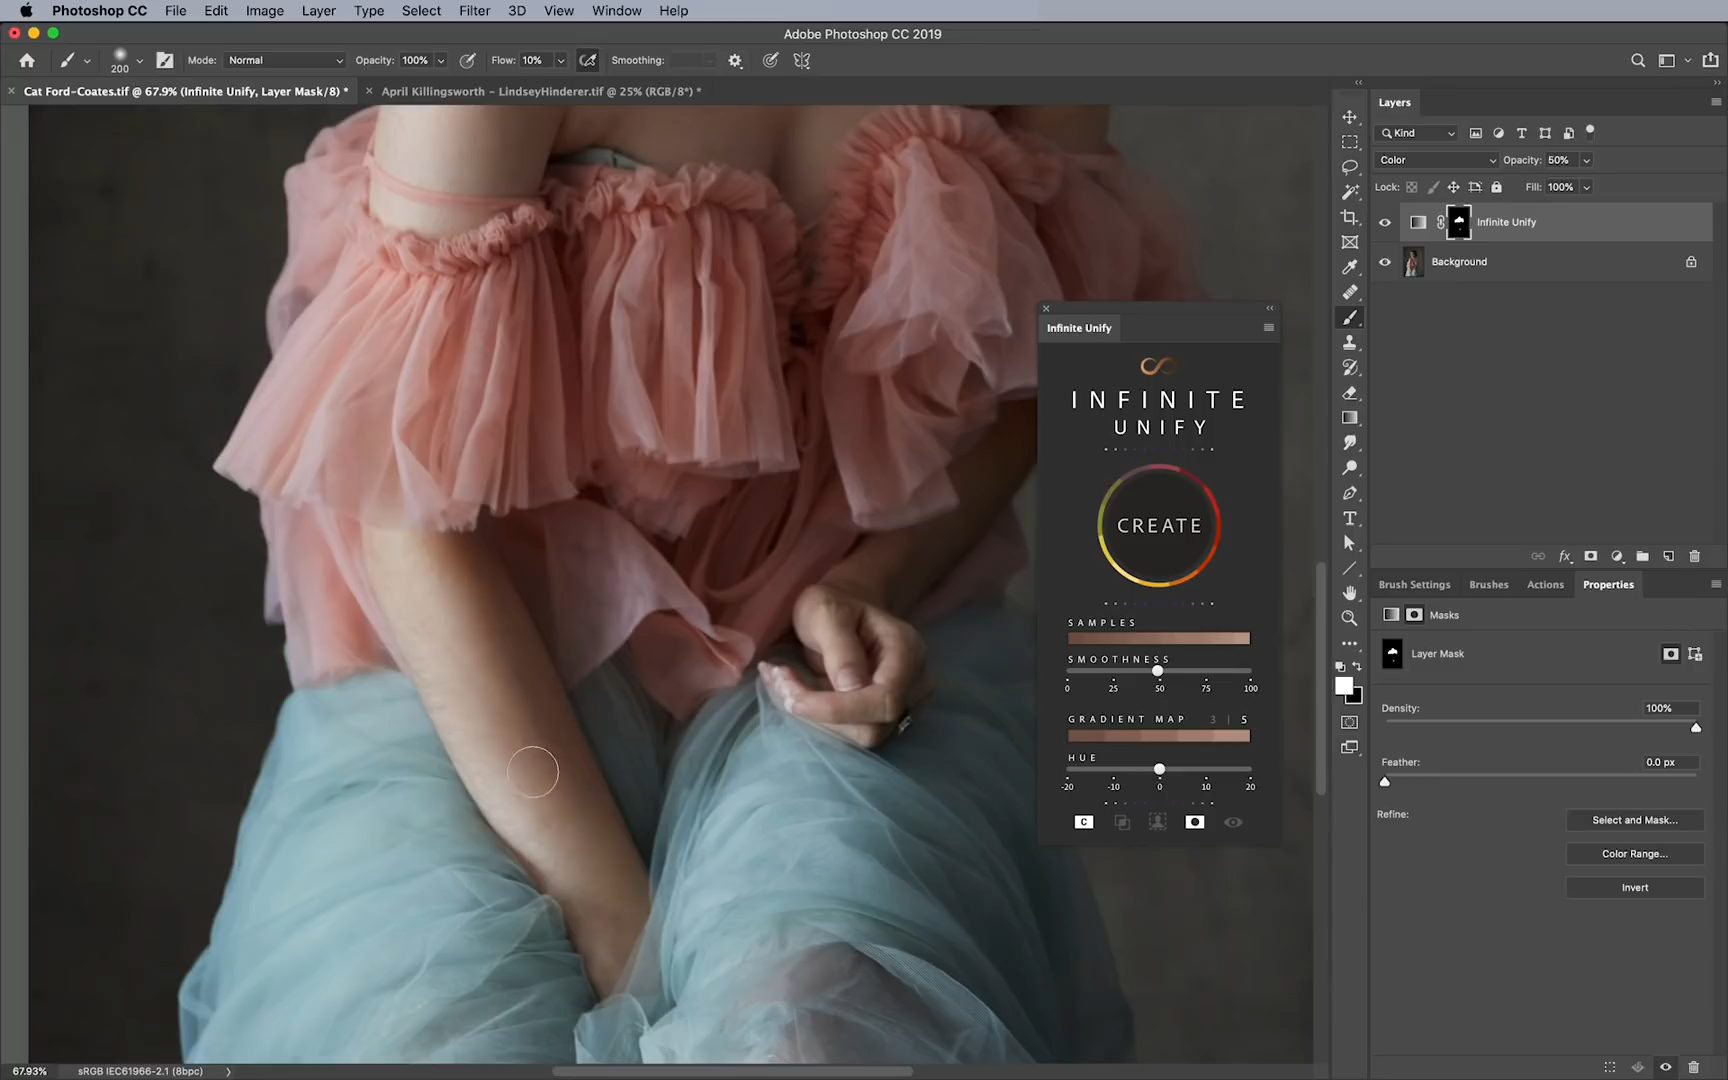 Photoshop CC File Edit Image Layer Type Select Filter 3D View Window Help
Adobe Photoshop CC 2019
200 Mode: Normal Opacity: 100% Flow: 10% Smoothing:
Cat Ford-Coates.tif @ 67.9% (Infinite Unify, Layer Mask/8) * April Killingsworth - LindseyHinderer.tif @ 25% (RGB/8*) *
Layers
Kind
Color Opacity: 50%
Lock: Fill: 100%
Infinite Unify
Background
Infinite Unify
INFINITE
UNIFY
CREATE
SAMPLES
SMOOTHNESS
0 25 50 75 100
GRADIENT MAP 3 | 5
HUE
-20 -10 0 10 20
C
Brush Settings Brushes Actions Properties
Masks
Layer Mask
Density: 100%
Feather: 0.0 px
Refine: Select and Mask...
Color Range...
Invert
67.93% sRGB IEC61966-2.1 (8bpc)